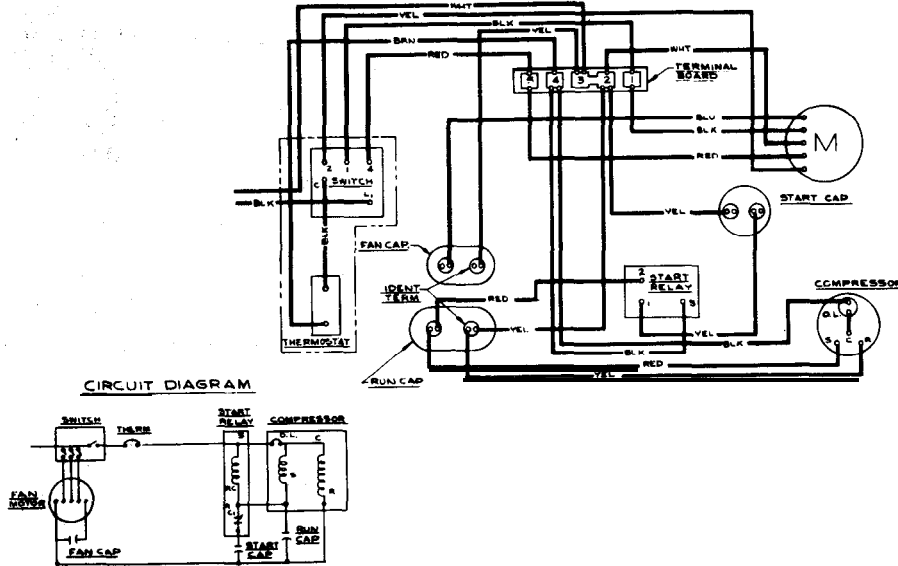 WHT
YEL
BLK
YEL
BRN
RED
WHT
TERMINAL
BOARD
4
3
2
1
BLU
BLK
M
RED
2
1
4
SWITCH
C
L
BLK
BLK
START CAP
YEL
FAN CAP
IDENT
TERM
2
START
RELAY
RED
1
5
COMPRESSOR
O.L.
YEL
YEL
THERMOSTAT
BLK
BLK
S
C
R
RED
RUN CAP
YEL
CIRCUIT DIAGRAM
SWITCH
THERM
START
RELAY
COMPRESSOR
5
O.L.
C
S
R
RC
FAN
MOTOR
FAN CAP
START
CAP
RUN
CAP